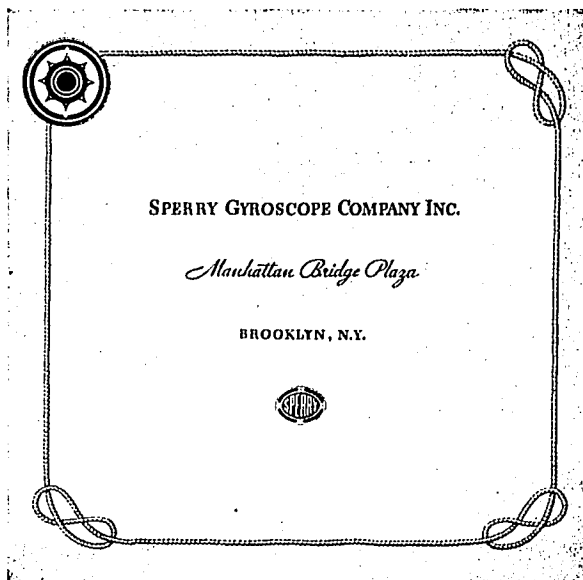 SPERRY GYROSCOPE COMPANY INC.
Manhattan Bridge Plaza
BROOKLYN, N.Y.
SPERRY